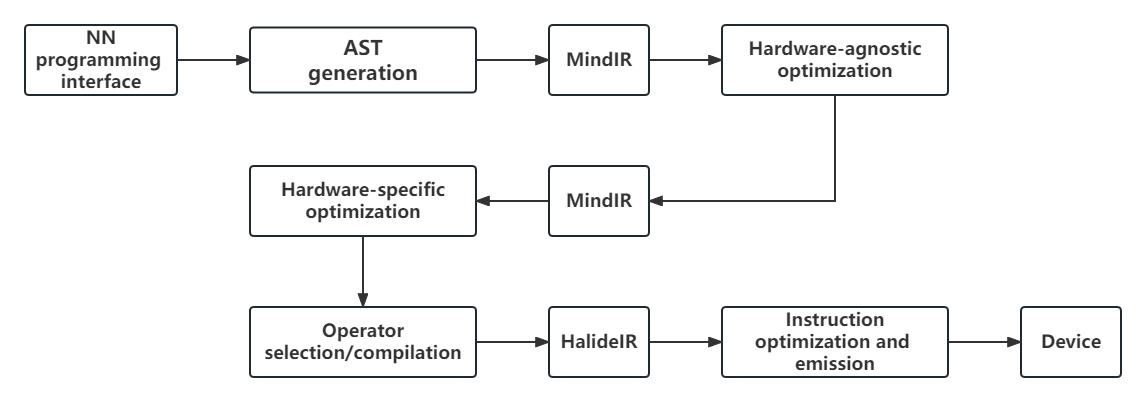 NN
programming
interface
AST
generation
MindIR
Hardware-agnostic
optimization
Hardware-specific
optimization
MindIR
Operator
selection/compilation
HalideIR
Instruction
optimization and
emission
Device